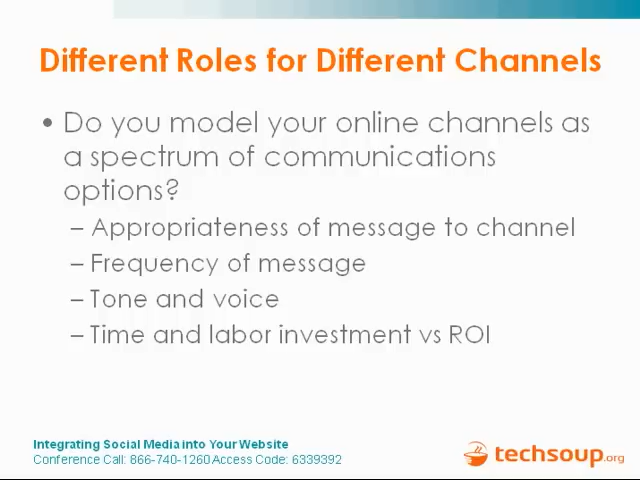 Different Roles for Different Channels
• Do you model your online channels as
a spectrum of communications
options?
– Appropriateness of message to channel
– Frequency of message
– Tone and voice
– Time and labor investment vs ROI
Integrating Social Media into Your Website
Conference Call: 866-740-1260 Access Code: 6339392
techsoup.org